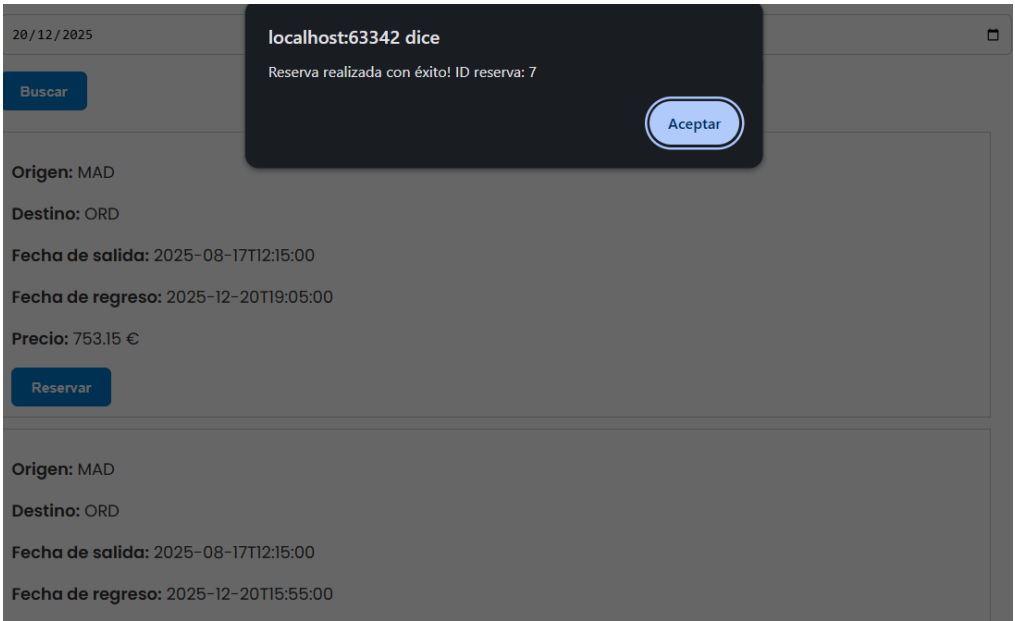 20/12/2025
localhost:63342 dice
Reserva realizada con éxito! ID reserva: 7
Aceptar
Buscar
Origen: MAD
Destino: ORD
Fecha de salida: 2025-08-17T12:15:00
Fecha de regreso: 2025-12-20T19:05:00
Precio: 753.15 €
Reservar
Origen: MAD
Destino: ORD
Fecha de salida: 2025-08-17T12:15:00
Fecha de regreso: 2025-12-20T15:55:00